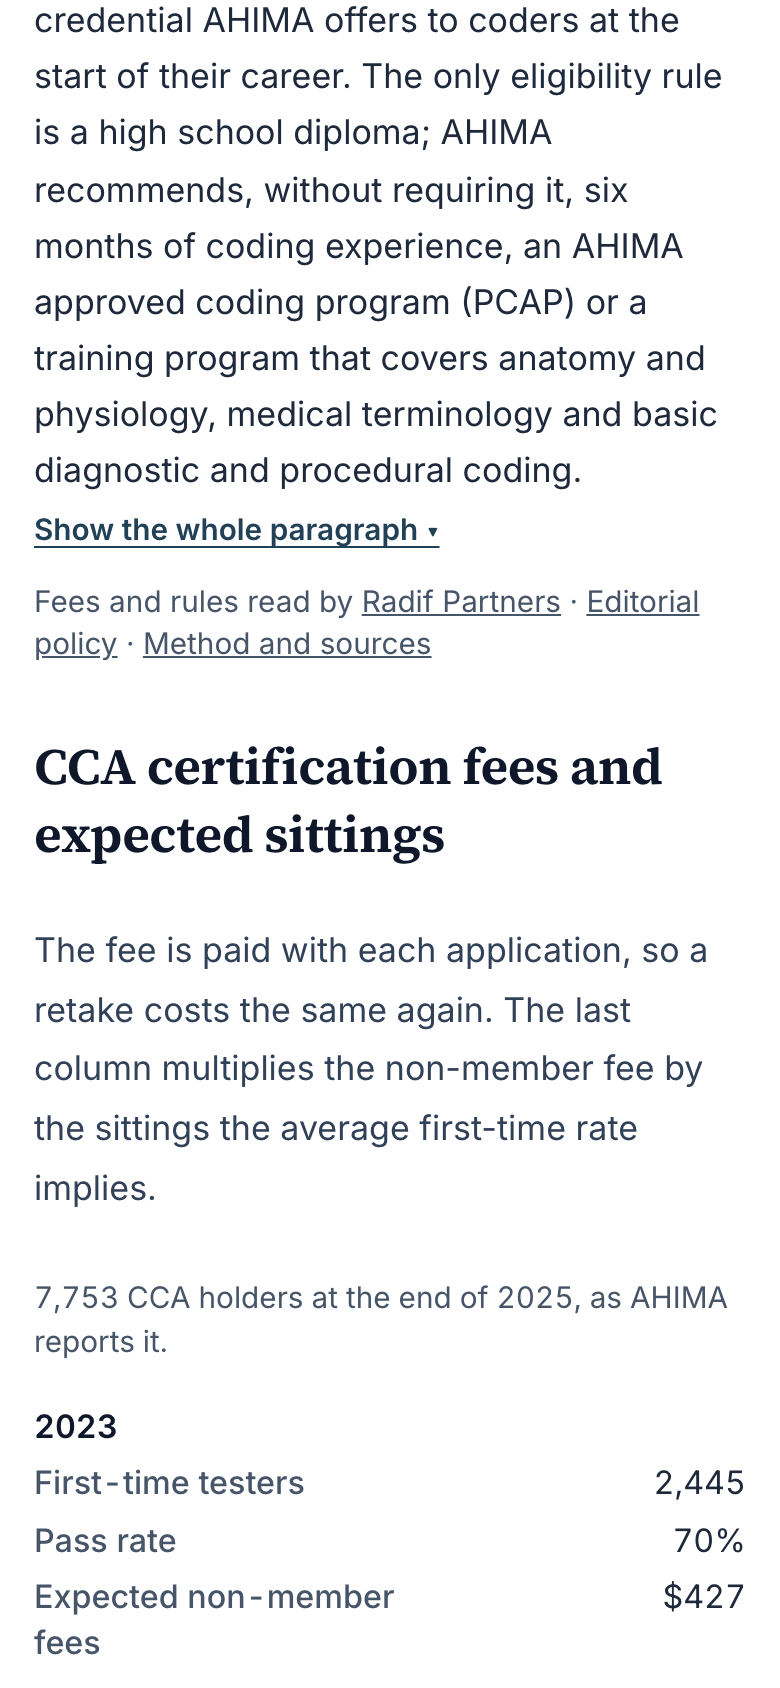 credential AHIMA offers to coders at the
start of their career. The only eligibility rule
is a high school diploma; AHIMA
recommends, without requiring it, six
months of coding experience, an AHIMA
approved coding program (PCAP) or a
training program that covers anatomy and
physiology, medical terminology and basic
diagnostic and procedural coding.
Show the whole paragraph ▾
Fees and rules read by Radif Partners · Editorial
policy · Method and sources
CCA certification fees and
expected sittings
The fee is paid with each application, so a
retake costs the same again. The last
column multiplies the non-member fee by
the sittings the average first-time rate
implies.
7,753 CCA holders at the end of 2025, as AHIMA
reports it.
2023
First-time testers 2,445
Pass rate 70%
Expected non-member $427
fees